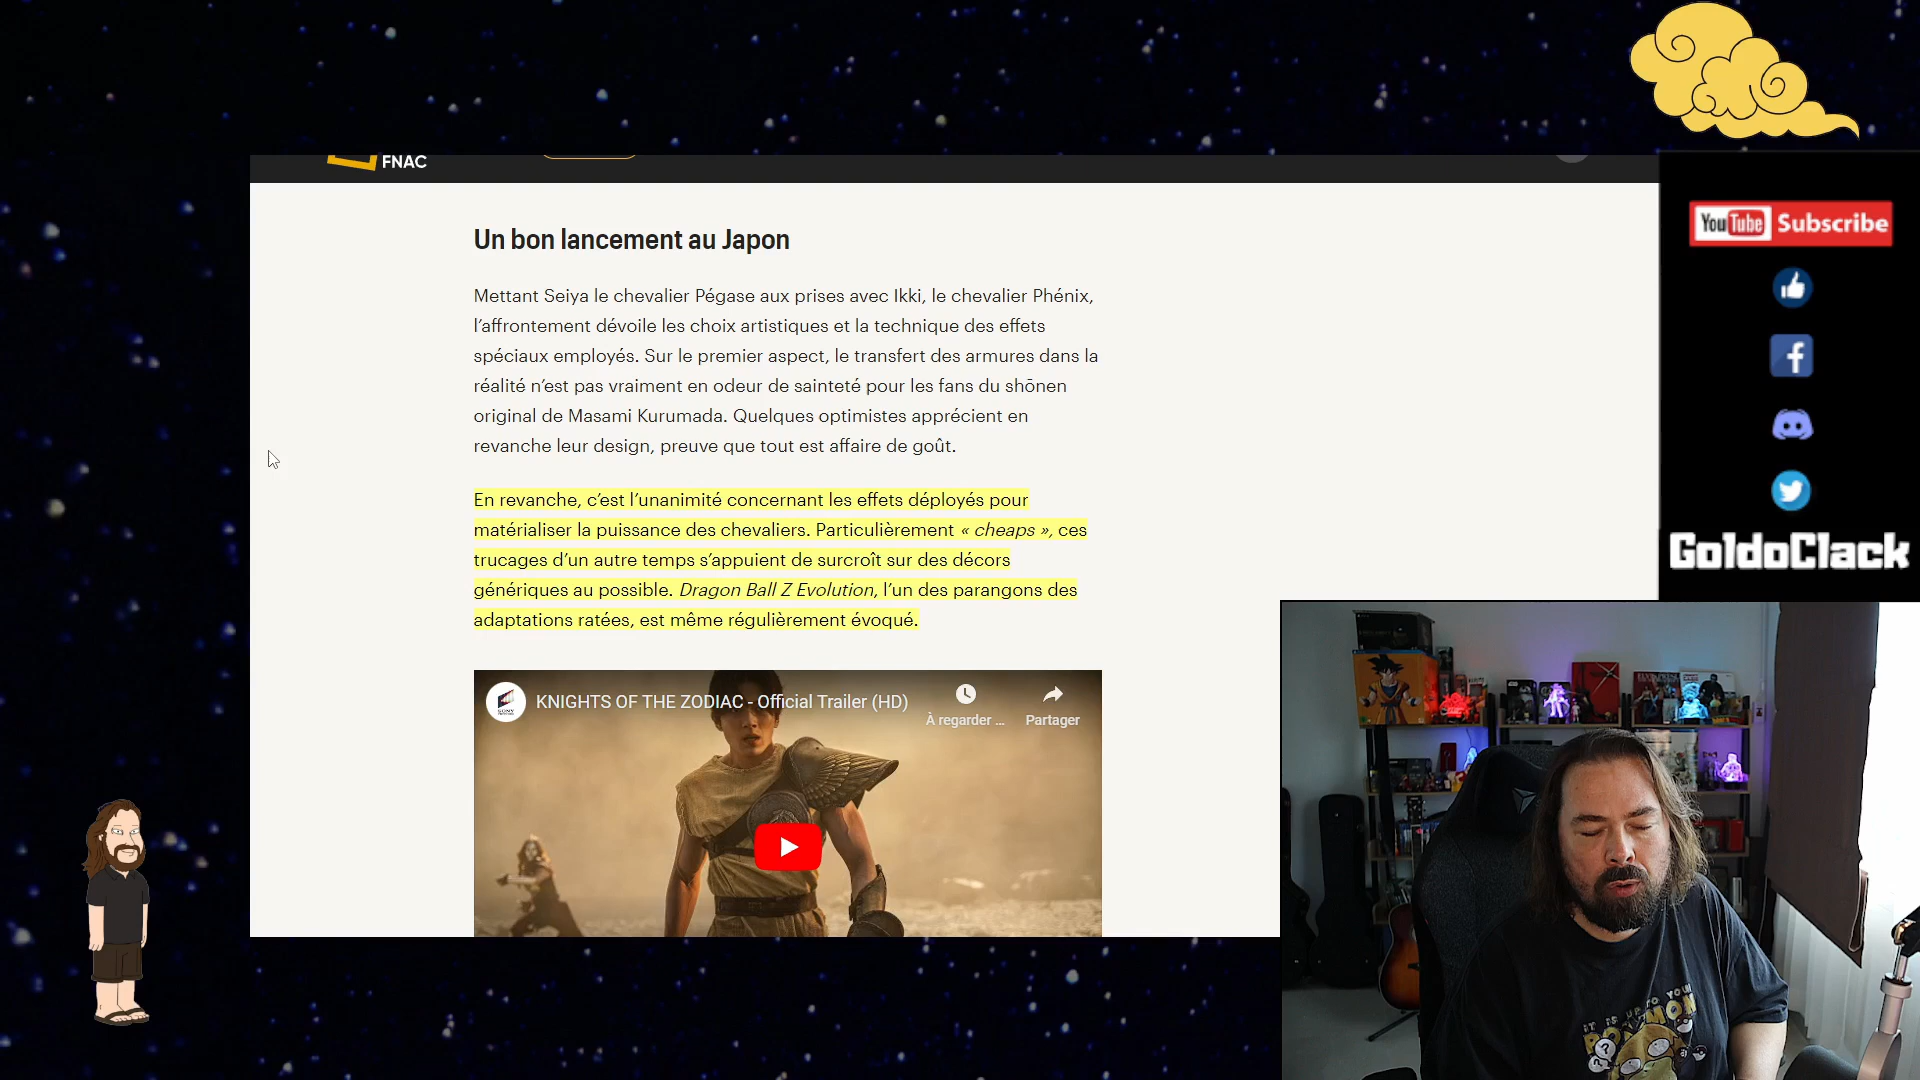 FNAC
Un bon lancement au Japon
Mettant Seiya le chevalier Pégase aux prises avec Ikki, le chevalier Phénix,
l’affrontement dévoile les choix artistiques et la technique des effets
spéciaux employés. Sur le premier aspect, le transfert des armures dans la
réalité n’est pas vraiment en odeur de sainteté pour les fans du shōnen
original de Masami Kurumada. Quelques optimistes apprécient en
revanche leur design, preuve que tout est affaire de goût.
En revanche, c’est l’unanimité concernant les effets déployés pour
matérialiser la puissance des chevaliers. Particulièrement « cheaps », ces
trucages d’un autre temps s’appuient de surcroît sur des décors
génériques au possible. Dragon Ball Z Evolution, l’un des parangons des
adaptations ratées, est même régulièrement évoqué.
KNIGHTS OF THE ZODIAC - Official Trailer (HD)
À regarder ...
Partager
YouTube Subscribe
GoldoClack
IT IS UP TO YOU
POKEMON